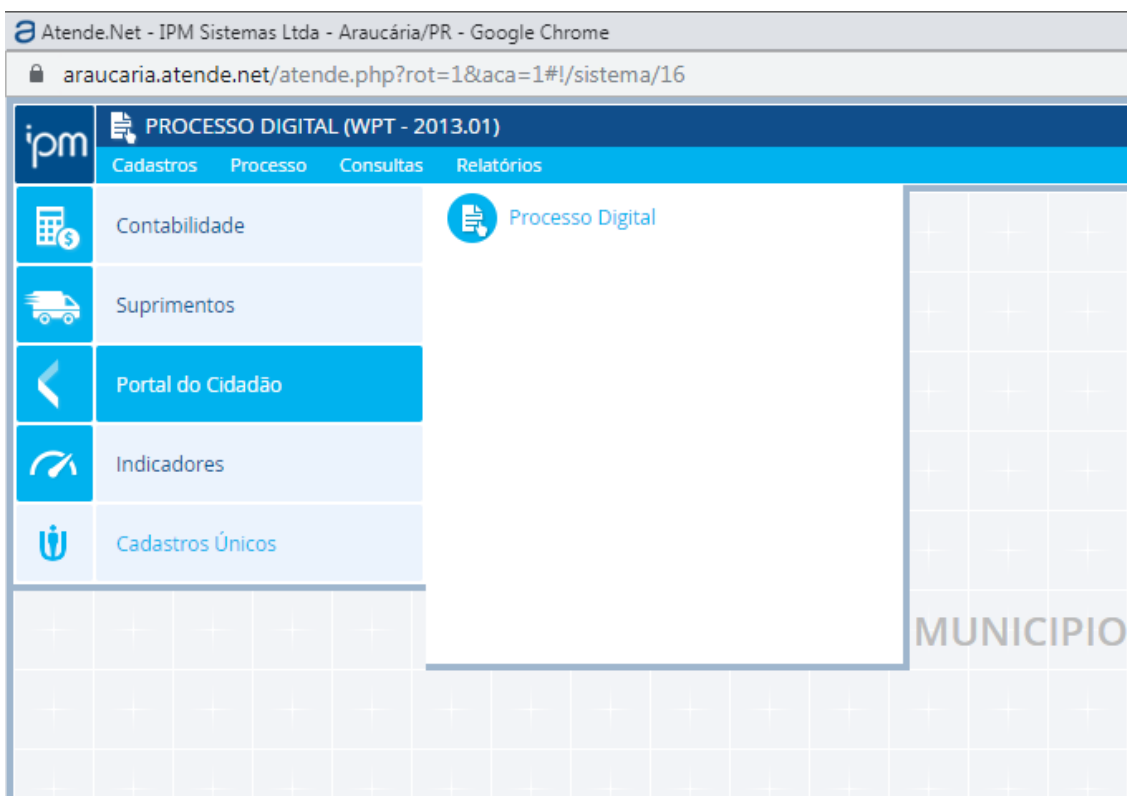 Atende.Net - IPM Sistemas Ltda - Araucária/PR - Google Chrome
araucaria.atende.net/atende.php?rot=1&aca=1#!/sistema/16
ipm
PROCESSO DIGITAL (WPT - 2013.01)
Cadastros Processo Consultas Relatórios
Contabilidade
Suprimentos
Portal do Cidadão
Indicadores
Cadastros Únicos
Processo Digital
MUNICIPIO